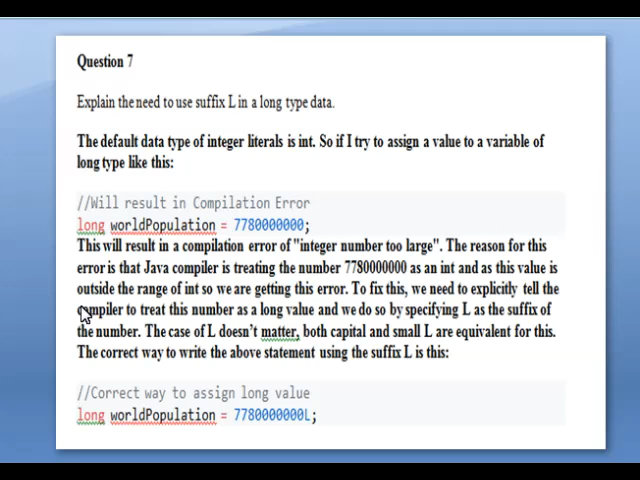 Question 7
Explain the need to use suffix L in a long type data.
The default data type of integer literals is int. So if I try to assign a value to a variable of
long type like this:
//Will result in Compilation Error
long worldPopulation = 7780000000;
This will result in a compilation error of "integer number too large". The reason for this
error is that Java compiler is treating the number 7780000000 as an int and as this value is
outside the range of int so we are getting this error. To fix this, we need to explicitly tell the
compiler to treat this number as a long value and we do so by specifying L as the suffix of
the number. The case of L doesn't matter, both capital and small L are equivalent for this.
The correct way to write the above statement using the suffix L is this:
//Correct way to assign long value
long worldPopulation = 7780000000L;